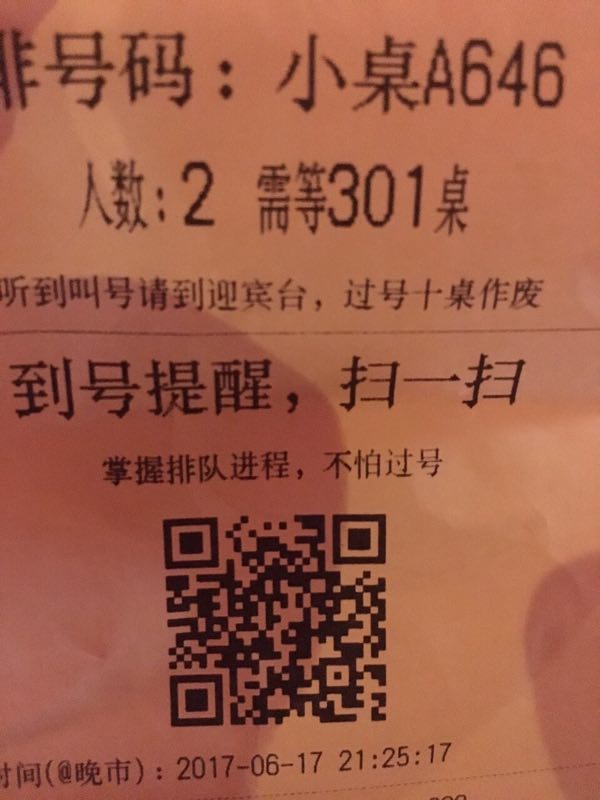 排号码：小桌A646
人数：2 需等301桌
听到叫号请到迎宾台，过号十桌作废
到号提醒，扫一扫
掌握排队进程，不怕过号
时间(@晚市)：2017-06-17 21:25:17